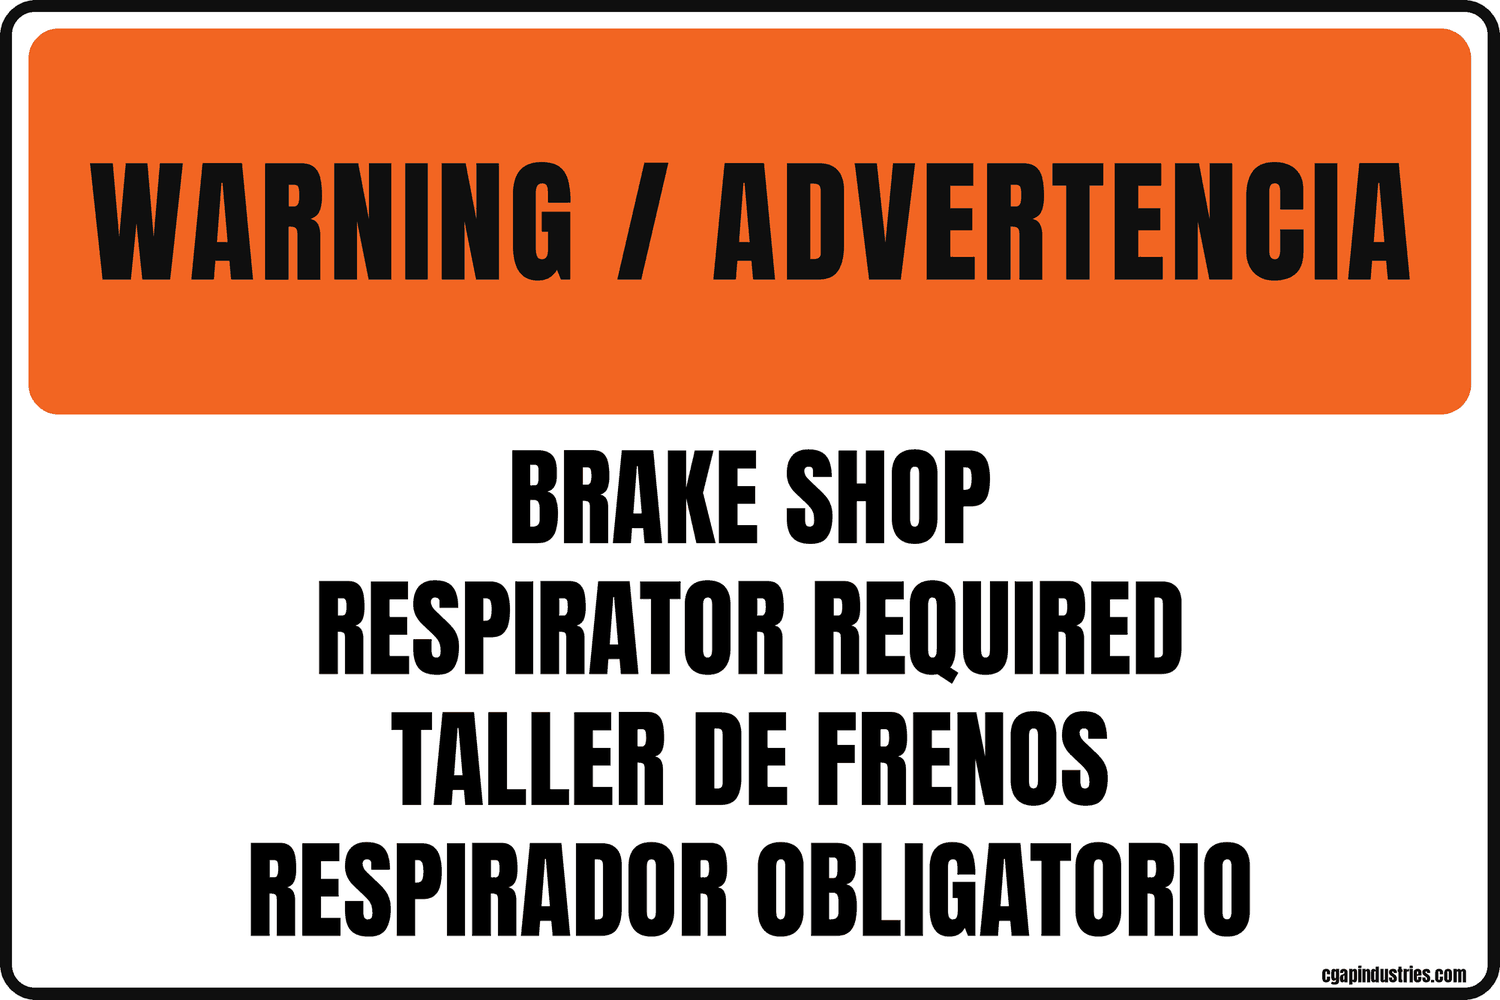 WARNING / ADVERTENCIA
BRAKE SHOP
RESPIRATOR REQUIRED
TALLER DE FRENOS
RESPIRADOR OBLIGATORIO
cgapindustries.com